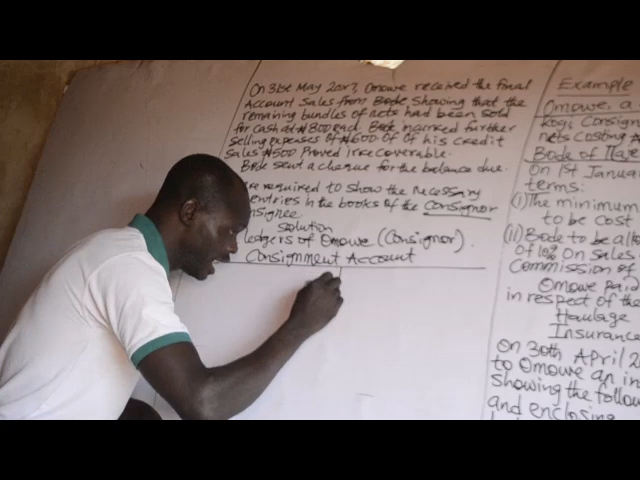 On 31st May 2007, Omowe received the final
Account Sales from Bode Showing that the
remaining bundles of nets had been sold
for cash at ₦800 each. Bode incurred further
selling expenses of ₦600 Of Of his credit
sales ₦500 Proved irrecoverable.
Bode sent a cheque for the balance due.
are required to show the necessary
entries in the books of the Consignor
nsignee
Solution
ledgers of Omowe (Consignor).
Consignment Account
Example
Omowe, a
Kogi, Consign
nets costing
Bode of Ilare
On 1st Januar
terms:
(i) The minimum
to be Cost
(ii) Bode to be allo
Of 10% On Sales
Commission of
Omowe Paid
in respect of the
Haulage
Insurance
On 30th April 2
to Omowe an in
Showing the follow
and enclosing